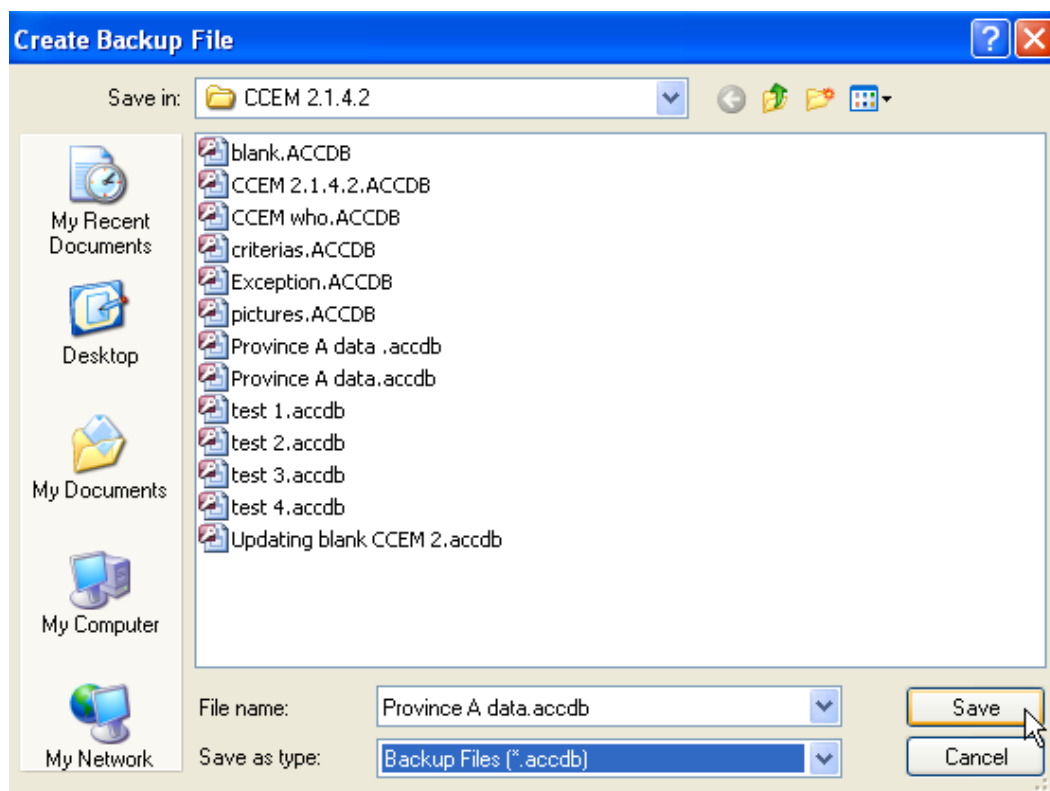 Create Backup File
Save in:
CCEM 2.1.4.2
My Recent
Documents
Desktop
My Documents
My Computer
My Network
blank.ACCDB
CCEM 2.1.4.2.ACCDB
CCEM who.ACCDB
criterias.ACCDB
Exception.ACCDB
pictures.ACCDB
Province A data .accdb
Province A data.accdb
test 1.accdb
test 2.accdb
test 3.accdb
test 4.accdb
Updating blank CCEM 2.accdb
File name:
Province A data.accdb
Save
Save as type:
Backup Files (*.accdb)
Cancel